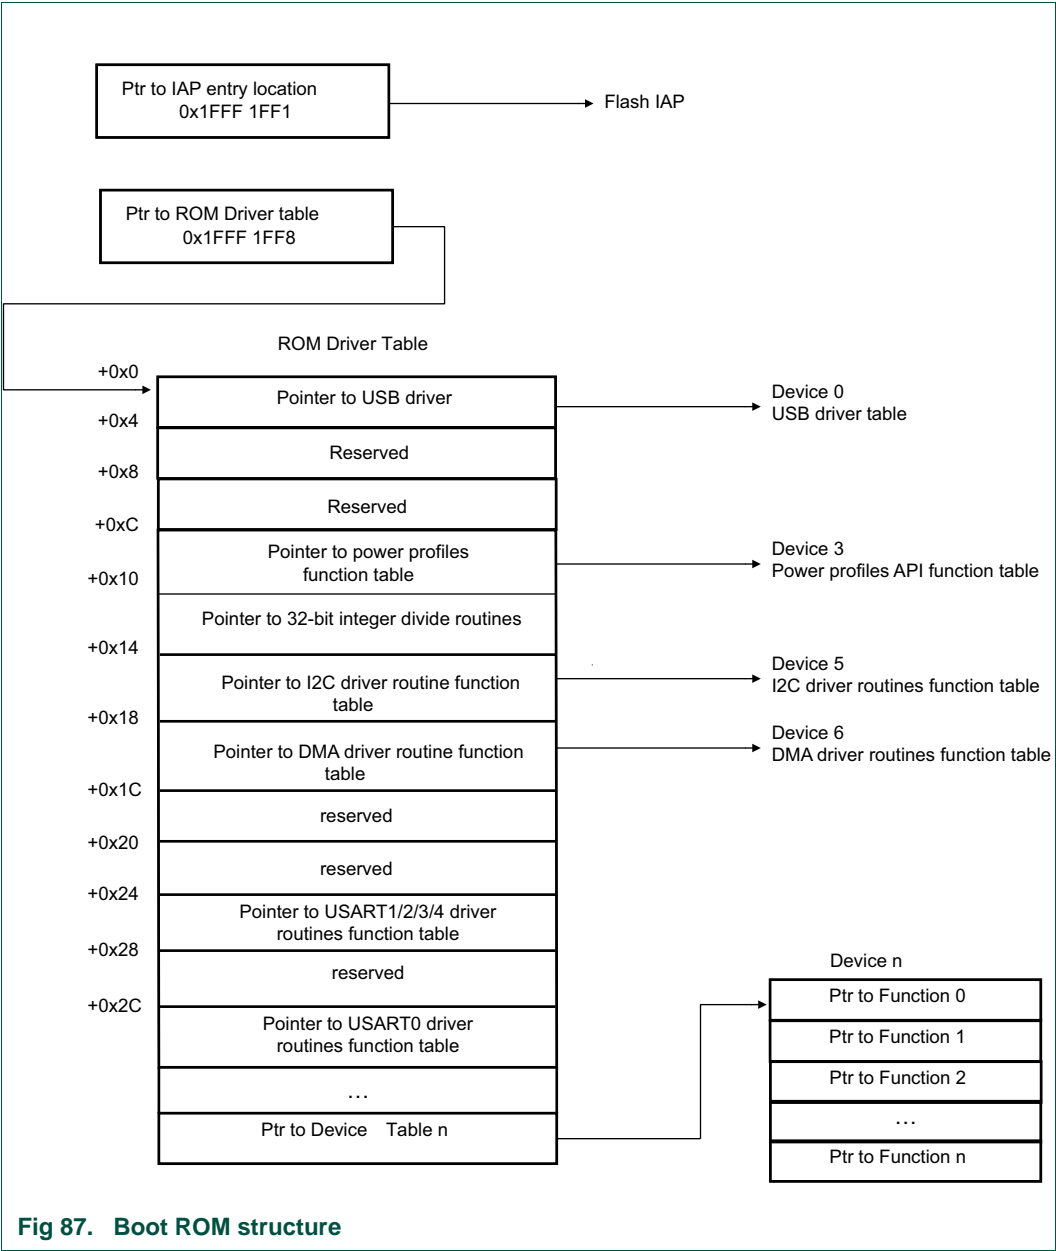 Ptr to IAP entry location
0x1FFF 1FF1
Flash IAP
Ptr to ROM Driver table
0x1FFF 1FF8
ROM Driver Table
+0x0
Pointer to USB driver
Device 0
USB driver table
+0x4
Reserved
+0x8
Reserved
+0xC
Pointer to power profiles
function table
Device 3
Power profiles API function table
+0x10
Pointer to 32-bit integer divide routines
+0x14
Pointer to I2C driver routine function
table
Device 5
I2C driver routines function table
+0x18
Pointer to DMA driver routine function
table
Device 6
DMA driver routines function table
+0x1C
reserved
+0x20
reserved
+0x24
Pointer to USART1/2/3/4 driver
routines function table
+0x28
reserved
+0x2C
Pointer to USART0 driver
routines function table
...
Ptr to Device Table n
Device n
Ptr to Function 0
Ptr to Function 1
Ptr to Function 2
...
Ptr to Function n
Fig 87. Boot ROM structure